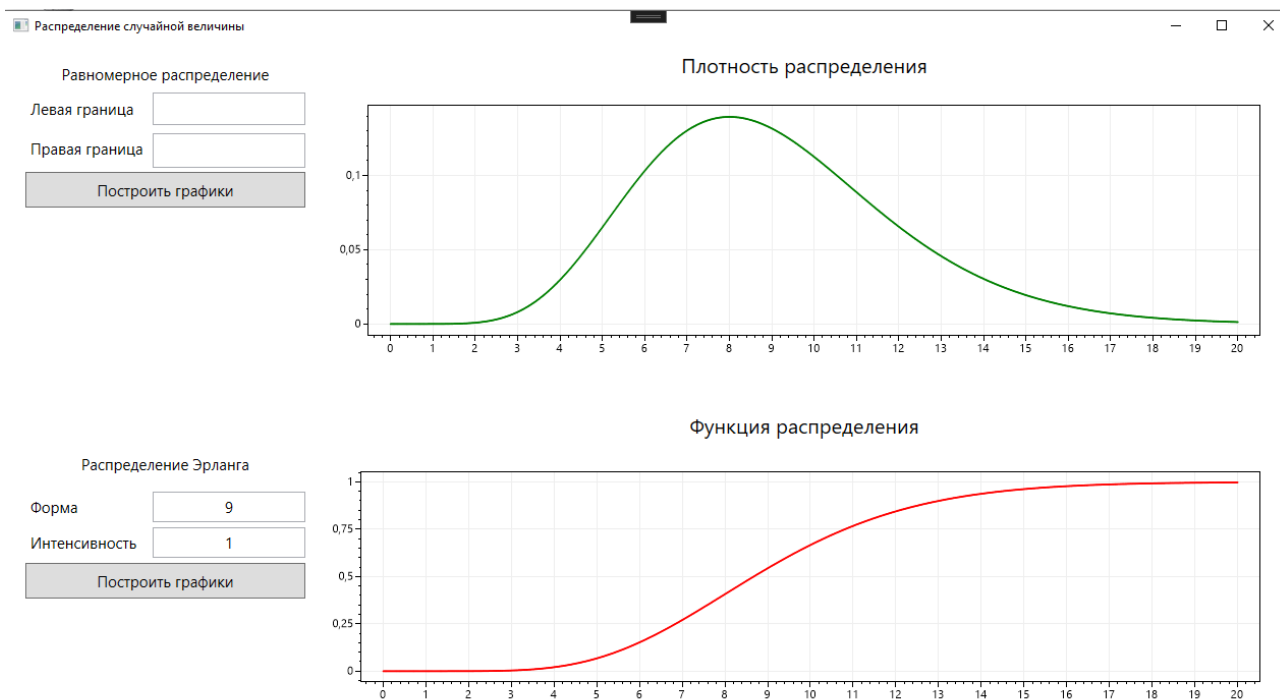 Распределение случайной величины
Равномерное распределение
Левая граница
Правая граница
Построить графики
Плотность распределения
0,1
0,05
0
0 1 2 3 4 5 6 7 8 9 10 11 12 13 14 15 16 17 18 19 20
Распределение Эрланга
Форма 9
Интенсивность 1
Построить графики
Функция распределения
1
0,75
0,5
0,25
0
0 1 2 3 4 5 6 7 8 9 10 11 12 13 14 15 16 17 18 19 20